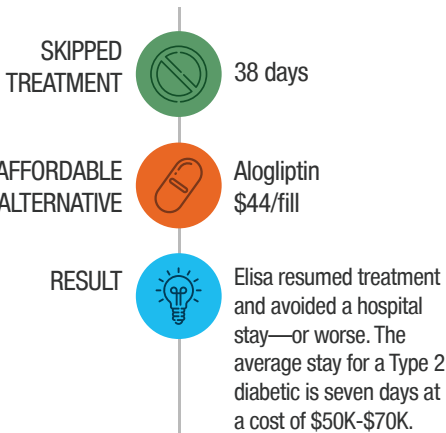 SKIPPED
TREATMENT
38 days
AFFORDABLE
ALTERNATIVE
Alogliptin
$44/fill
RESULT
Elisa resumed treatment
and avoided a hospital
stay—or worse. The
average stay for a Type 2
diabetic is seven days at
a cost of $50K-$70K.